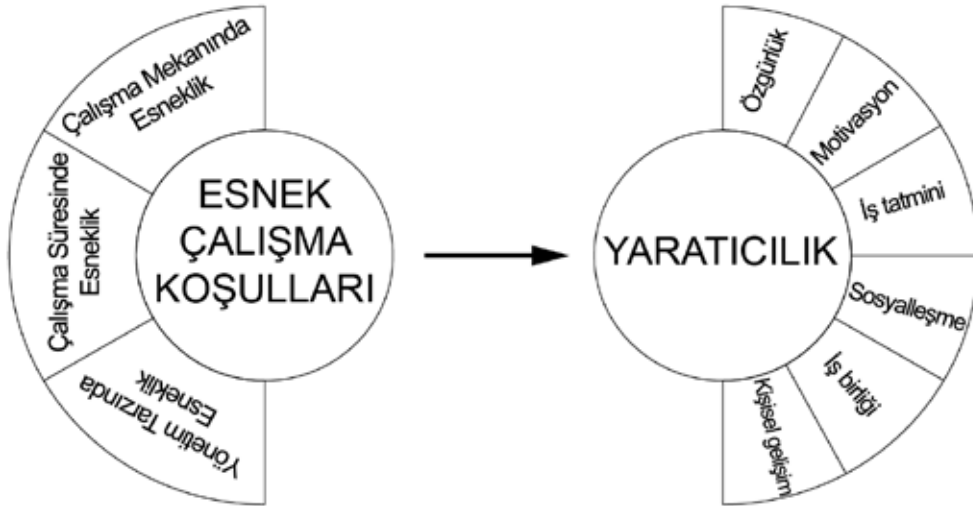 Çalışma Mekanında
Esneklik
Çalışma Süresinde
Esneklik
Yönetim Tarzında
Esneklik
ESNEK
ÇALIŞMA
KOŞULLARI
YARATICILIK
Özgürlük
Motivasyon
İş tatmini
Sosyalleşme
İş birliği
Kişisel gelişim